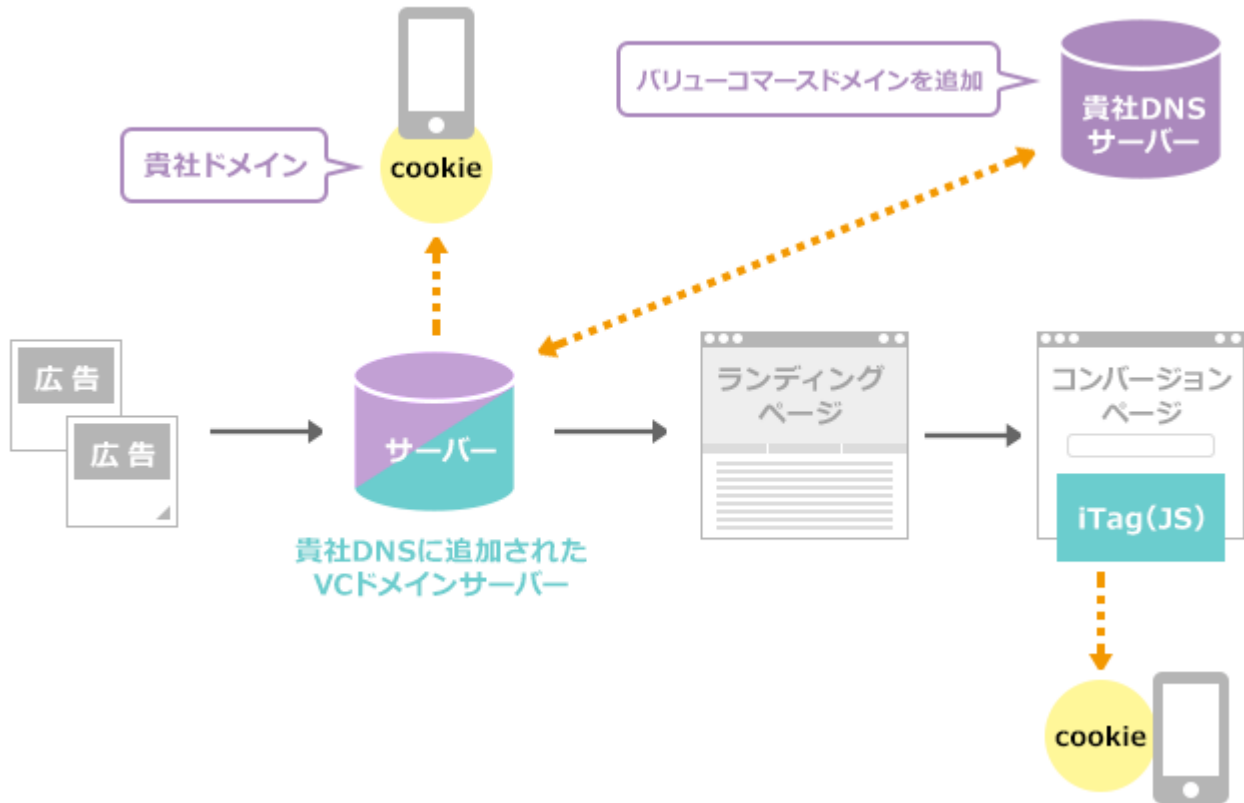 バリューコマースドメインを追加
貴社DNS
サーバー
貴社ドメイン
cookie
広告
広告
サーバー
貴社DNSに追加された
VCドメインサーバー
ランディング
ページ
コンバージョン
ページ
iTag(JS)
cookie